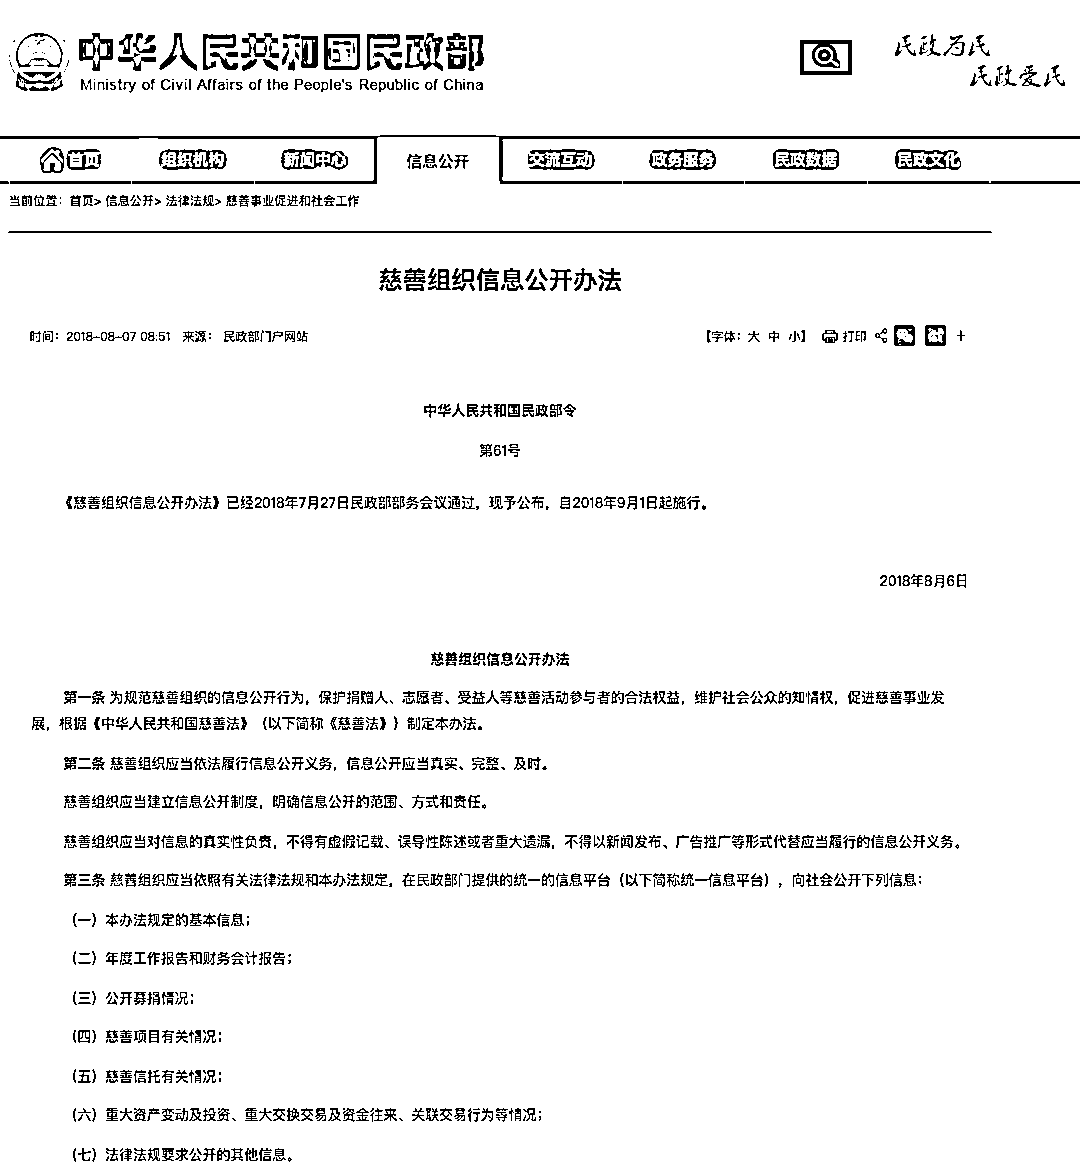 中华人民共和国民政部
Ministry of Civil Affairs of the People's Republic of China
民政为民
民政爱民
首页 组织机构 新闻中心 信息公开 交流互动 政务服务 民政数据 民政文化
当前位置：首页> 信息公开> 法律法规> 慈善事业促进和社会工作
慈善组织信息公开办法
时间：2018-08-07 08:51 来源： 民政部门户网站 【字体：大 中 小】 打印
中华人民共和国民政部令
第61号
《慈善组织信息公开办法》已经2018年7月27日民政部部务会议通过，现予公布，自2018年9月1日起施行。
2018年8月6日
慈善组织信息公开办法
第一条 为规范慈善组织的信息公开行为，保护捐赠人、志愿者、受益人等慈善活动参与者的合法权益，维护社会公众的知情权，促进慈善事业发
展，根据《中华人民共和国慈善法》（以下简称《慈善法》）制定本办法。
第二条 慈善组织应当依法履行信息公开义务，信息公开应当真实、完整、及时。
慈善组织应当建立信息公开制度，明确信息公开的范围、方式和责任。
慈善组织应当对信息的真实性负责，不得有虚假记载、误导性陈述或者重大遗漏，不得以新闻发布、广告推广等形式代替应当履行的信息公开义务。
第三条 慈善组织应当依照有关法律法规和本办法规定，在民政部门提供的统一的信息平台（以下简称统一信息平台），向社会公开下列信息：
（一）本办法规定的基本信息；
（二）年度工作报告和财务会计报告；
（三）公开募捐情况；
（四）慈善项目有关情况；
（五）慈善信托有关情况；
（六）重大资产变动及投资、重大交换交易及资金往来、关联交易行为等情况；
（七）法律法规要求公开的其他信息。